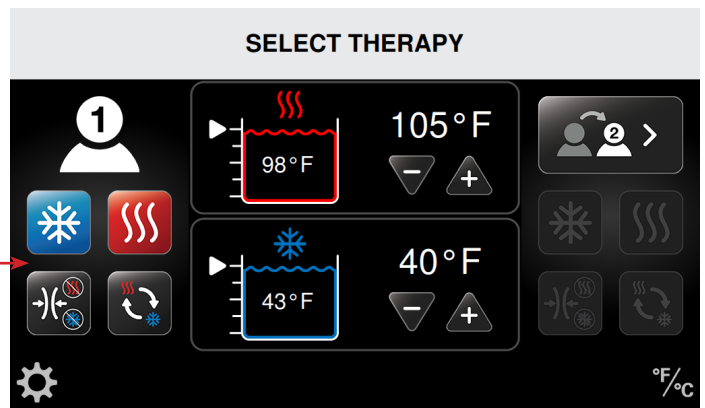 SELECT THERAPY
1
105°F
98°F
− +
2 >
40°F
43°F
− +
°F/°C